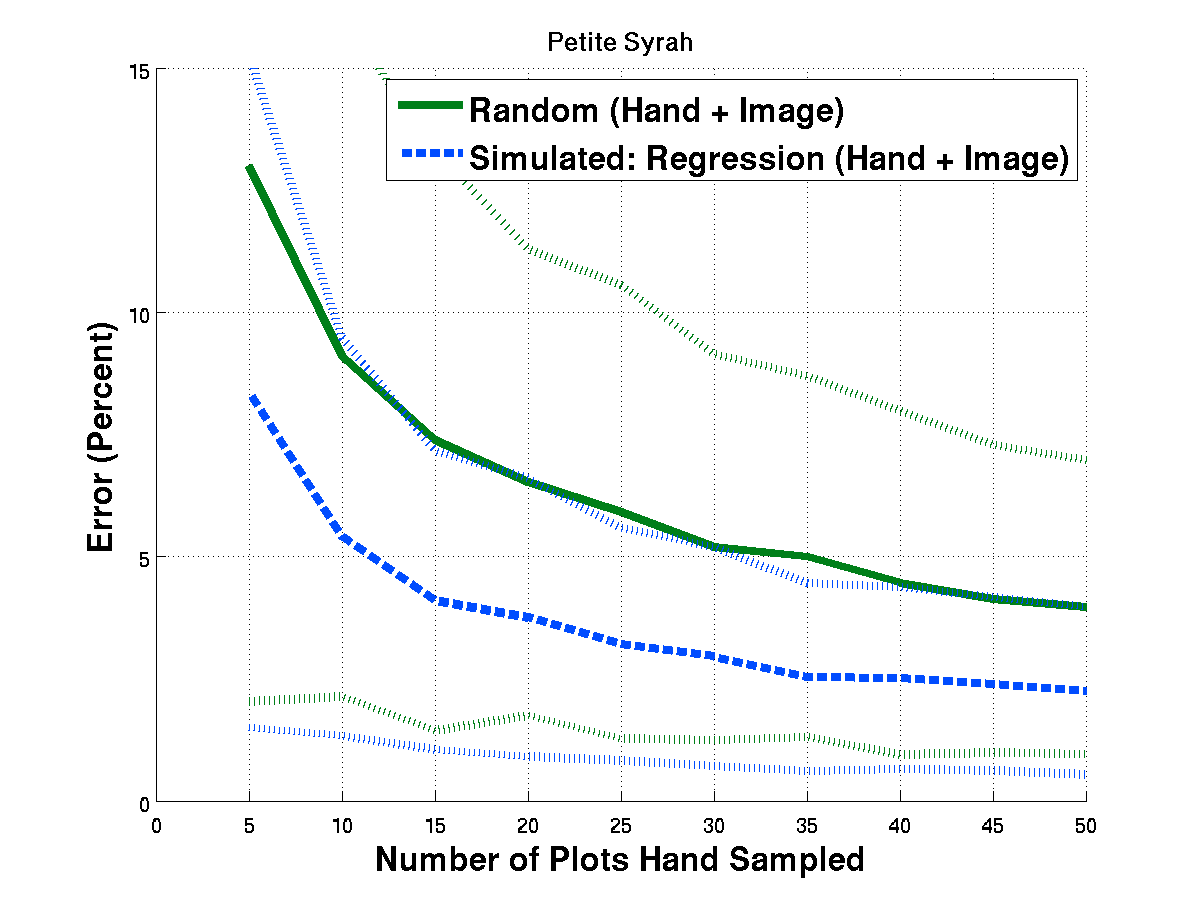 Petite Syrah
Random (Hand + Image)
Simulated: Regression (Hand + Image)
Error (Percent)
15
10
5
0
0 5 10 15 20 25 30 35 40 45 50
Number of Plots Hand Sampled